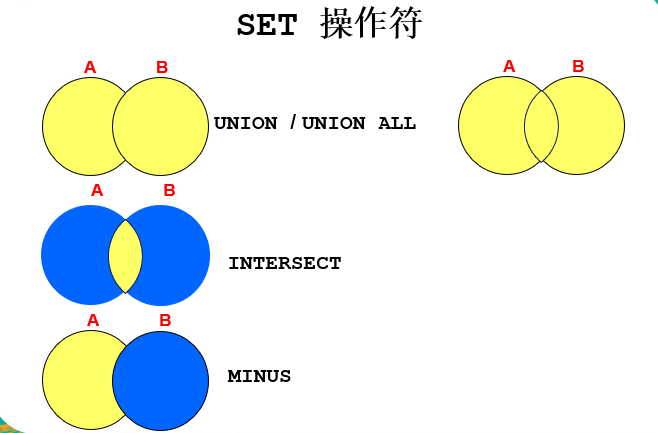 SET 操作符
A B
UNION / UNION ALL
A B
A B
INTERSECT
A B
MINUS